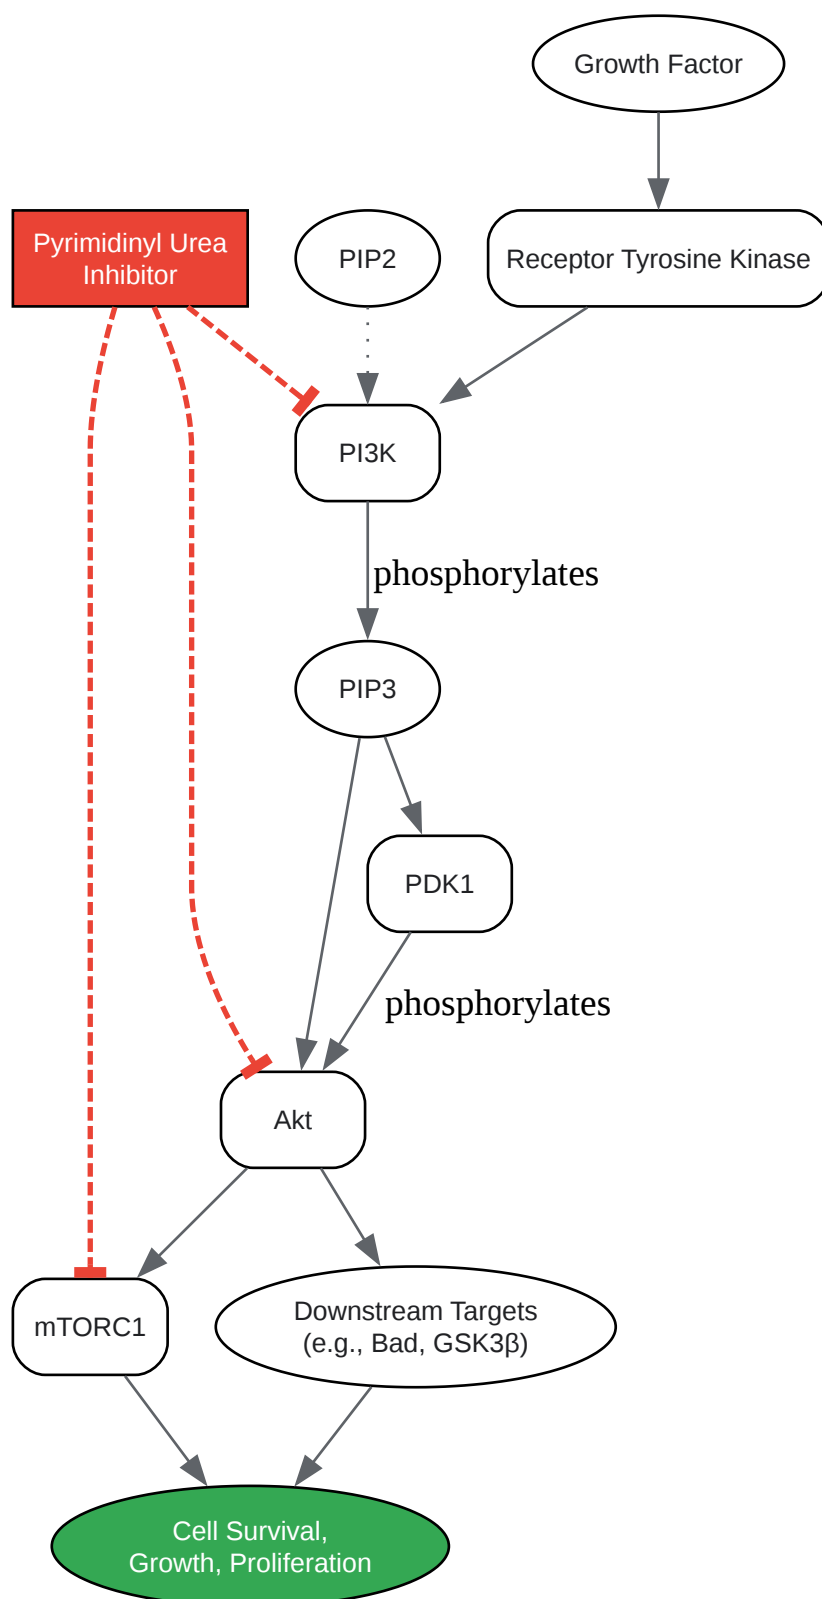 Growth Factor
Pyrimidinyl Urea
Inhibitor
PIP2
Receptor Tyrosine Kinase
PI3K
phosphorylates
PIP3
PDK1
phosphorylates
Akt
mTORC1
Downstream Targets
(e.g., Bad, GSK3β)
Cell Survival,
Growth, Proliferation